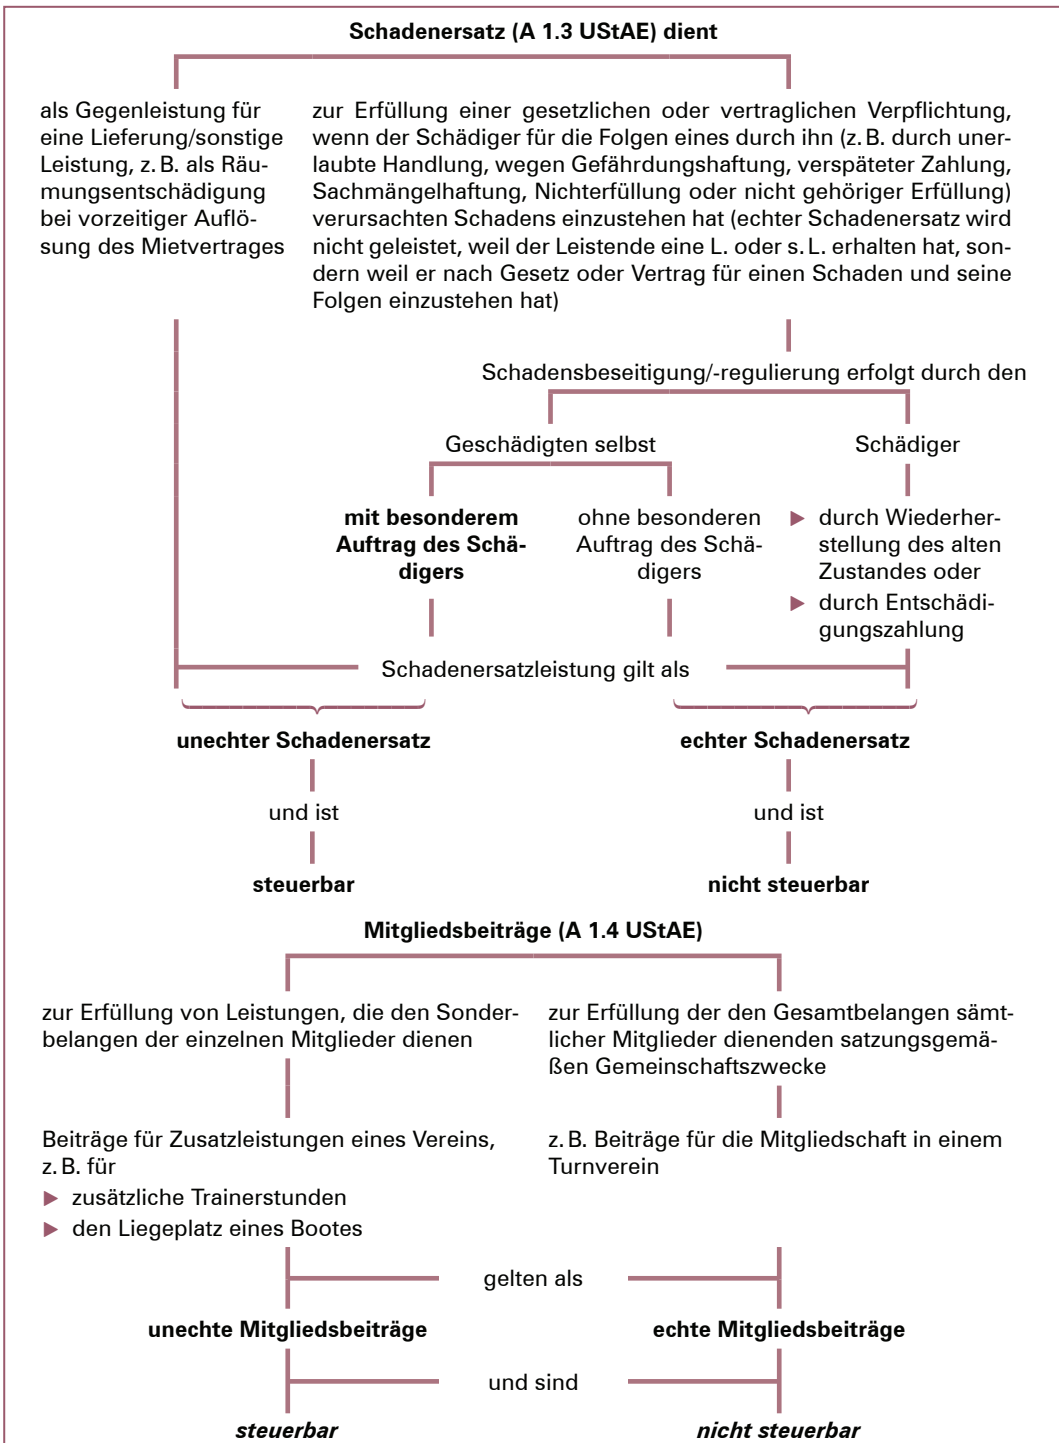 Schadenersatz (A 1.3 UStAE) dient
als Gegenleistung für
eine Lieferung/sonstige
Leistung, z. B. als Räu-
mungsentschädigung
bei vorzeitiger Auflö-
sung des Mietvertrages
zur Erfüllung einer gesetzlichen oder vertraglichen Verpflichtung,
wenn der Schädiger für die Folgen eines durch ihn (z. B. durch uner-
laubte Handlung, wegen Gefährdungshaftung, verspäteter Zahlung,
Sachmängelhaftung, Nichterfüllung oder nicht gehöriger Erfüllung)
verursachten Schadens einzustehen hat (echter Schadenersatz wird
nicht geleistet, weil der Leistende eine L. oder s. L. erhalten hat, son-
dern weil er nach Gesetz oder Vertrag für einen Schaden und seine
Folgen einzustehen hat)
Schadensbeseitigung/-regulierung erfolgt durch den
Geschädigten selbst
Schädiger
mit besonderem
Auftrag des Schä-
digers
ohne besonderen
Auftrag des Schä-
digers
▶ durch Wiederher-
stellung des alten
Zustandes oder
▶ durch Entschädi-
gungszahlung
Schadenersatzleistung gilt als
unechter Schadenersatz
echter Schadenersatz
und ist
und ist
steuerbar
nicht steuerbar
Mitgliedsbeiträge (A 1.4 UStAE)
zur Erfüllung von Leistungen, die den Sonder-
belangen der einzelnen Mitglieder dienen
zur Erfüllung der den Gesamtbelangen sämt-
licher Mitglieder dienenden satzungsgemä-
ßen Gemeinschaftszwecke
Beiträge für Zusatzleistungen eines Vereins,
z. B. für
▶ zusätzliche Trainerstunden
▶ den Liegeplatz eines Bootes
z. B. Beiträge für die Mitgliedschaft in einem
Turnverein
gelten als
unechte Mitgliedsbeiträge
echte Mitgliedsbeiträge
und sind
steuerbar
nicht steuerbar